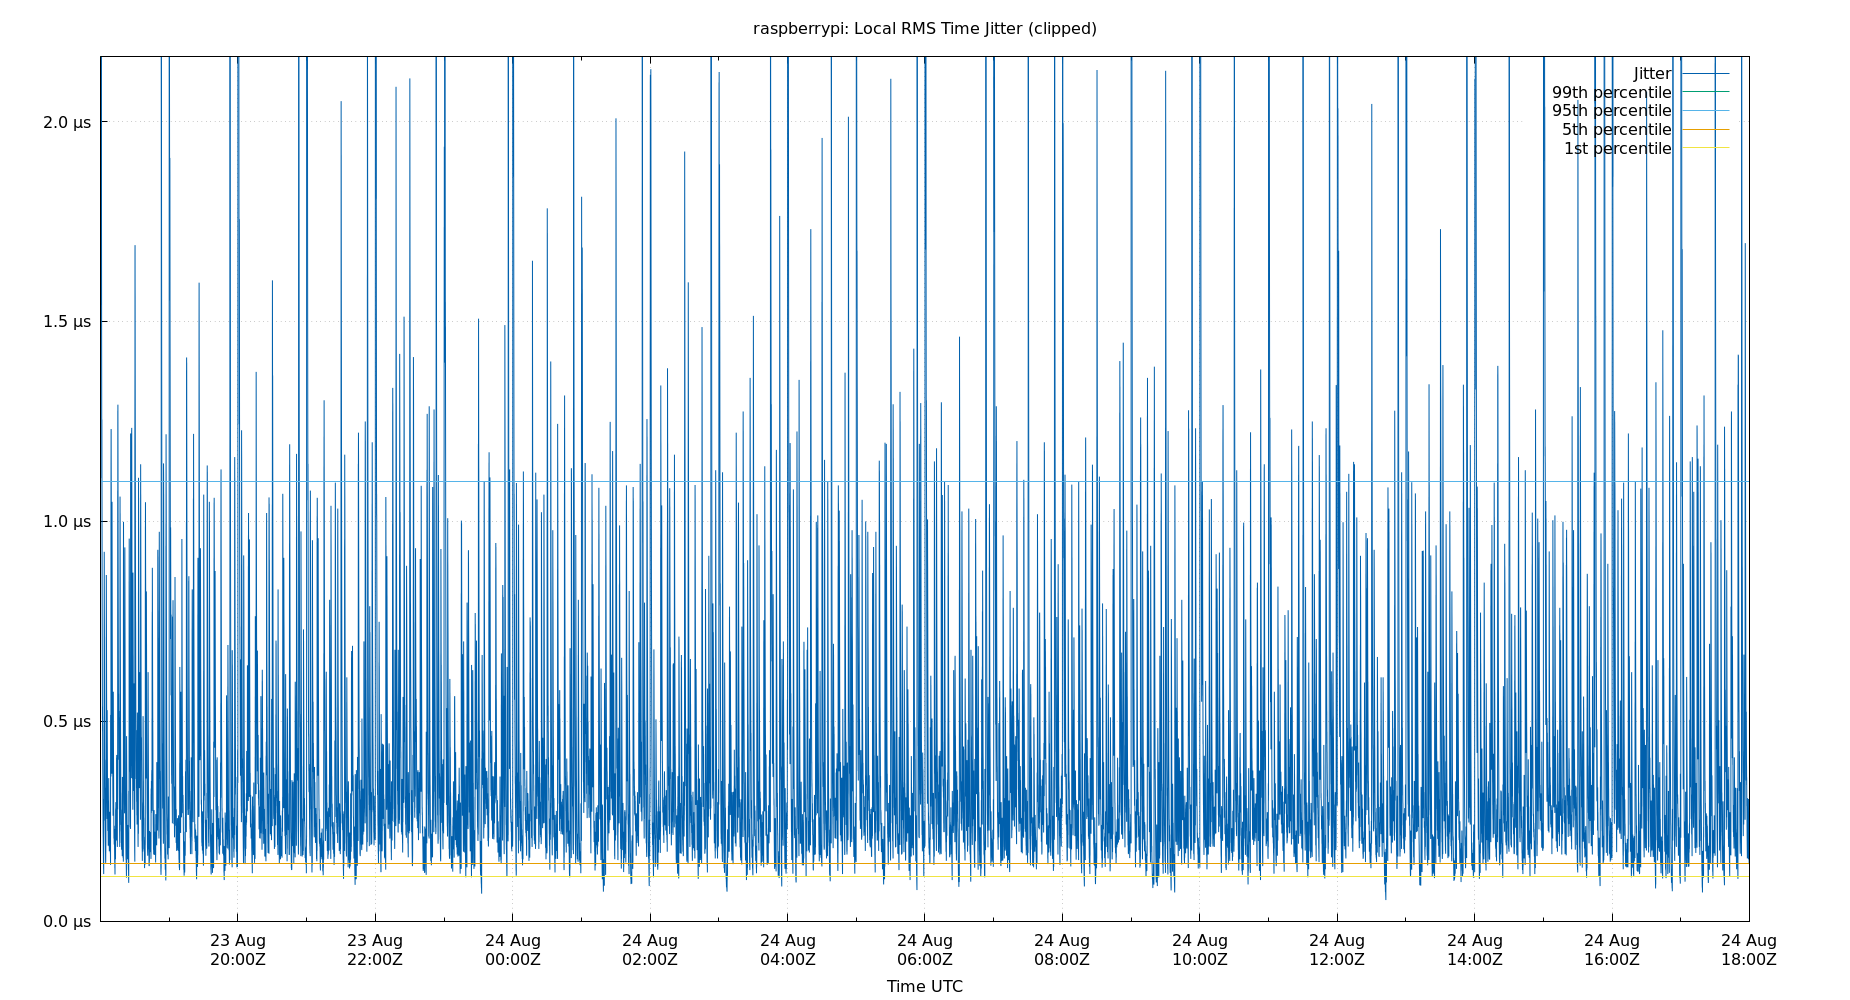 raspberrypi: Local RMS Time Jitter (clipped)
Jitter
99th percentile
95th percentile
5th percentile
1st percentile
2.0 µs
1.5 µs
1.0 µs
0.5 µs
0.0 µs
23 Aug 23 Aug 24 Aug 24 Aug 24 Aug 24 Aug 24 Aug 24 Aug 24 Aug 24 Aug 24 Aug 24 Aug
20:00Z 22:00Z 00:00Z 02:00Z 04:00Z 06:00Z 08:00Z 10:00Z 12:00Z 14:00Z 16:00Z 18:00Z
Time UTC